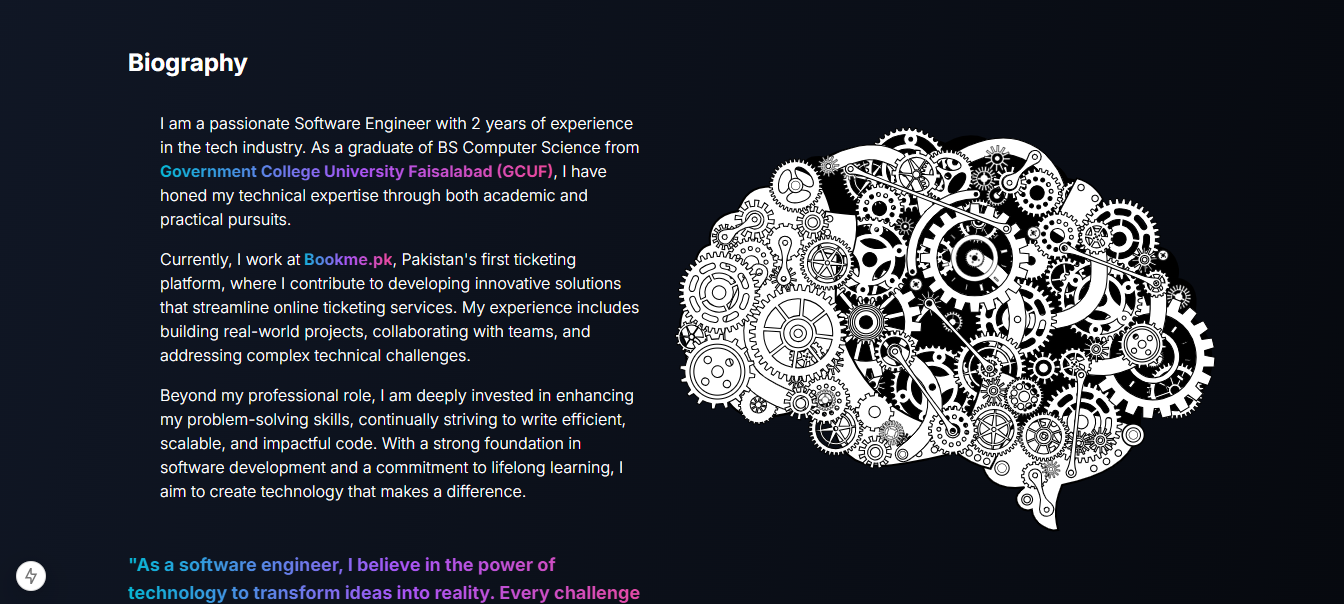 Biography
I am a passionate Software Engineer with 2 years of experience
in the tech industry. As a graduate of BS Computer Science from
Government College University Faisalabad (GCUF), I have
honed my technical expertise through both academic and
practical pursuits.
Currently, I work at Bookme.pk, Pakistan's first ticketing
platform, where I contribute to developing innovative solutions
that streamline online ticketing services. My experience includes
building real-world projects, collaborating with teams, and
addressing complex technical challenges.
Beyond my professional role, I am deeply invested in enhancing
my problem-solving skills, continually striving to write efficient,
scalable, and impactful code. With a strong foundation in
software development and a commitment to lifelong learning, I
aim to create technology that makes a difference.
"As a software engineer, I believe in the power of
technology to transform ideas into reality. Every challenge